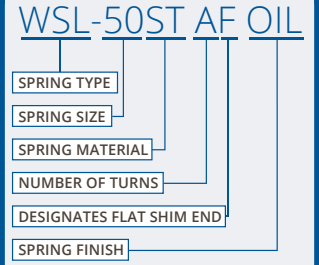 WSL-50ST AF OIL
SPRING TYPE
SPRING SIZE
SPRING MATERIAL
NUMBER OF TURNS
DESIGNATES FLAT SHIM END
SPRING FINISH